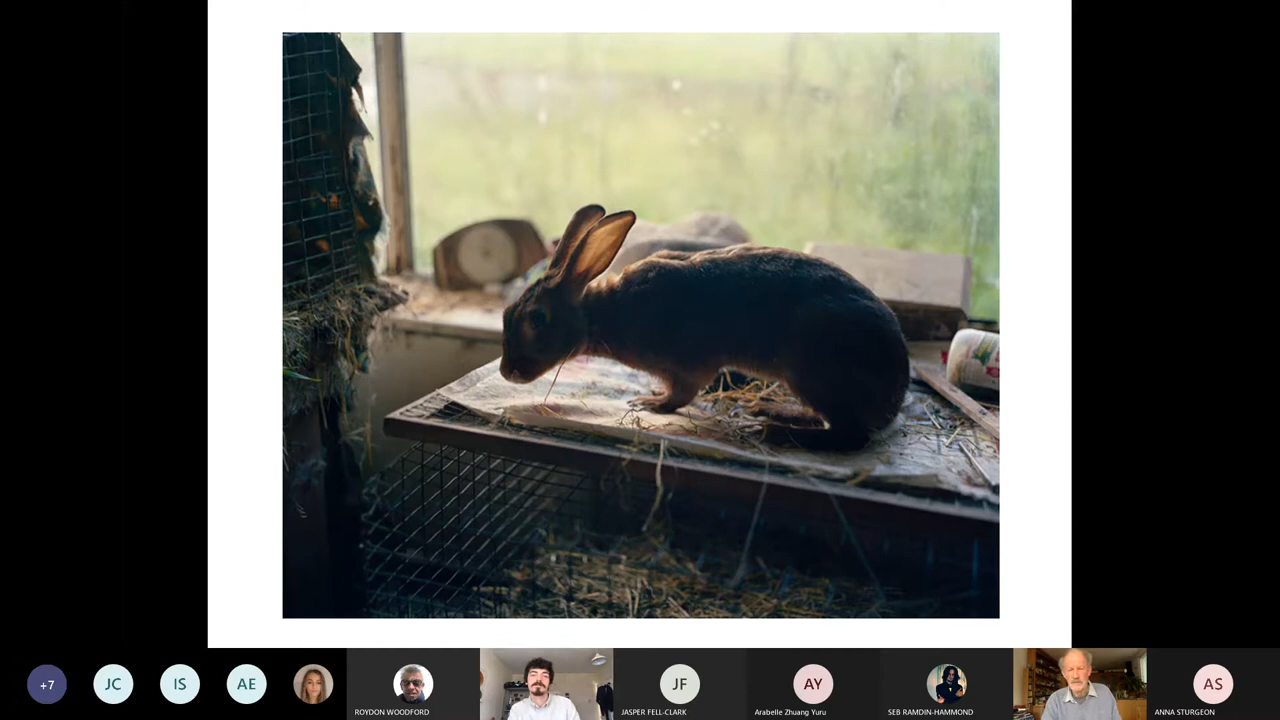 +7
JC
IS
AE
ROYDON WOODFORD
JF
JASPER FELL-CLARK
AY
Arabelle Zhuang Yuru
SEB RAMDIN-HAMMOND
AS
ANNA STURGEON